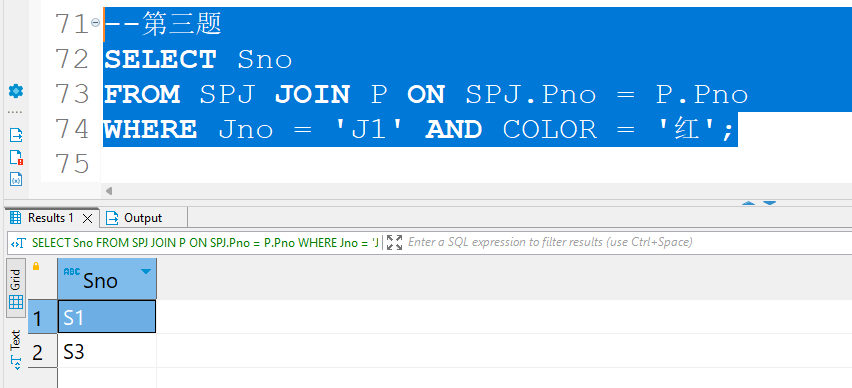 71 --第三题
72 SELECT Sno
73 FROM SPJ JOIN P ON SPJ.Pno = P.Pno
74 WHERE Jno = 'J1' AND COLOR = '红';
75
Results 1 Output
SELECT Sno FROM SPJ JOIN P ON SPJ.Pno = P.Pno WHERE Jno = 'J Enter a SQL expression to filter results (use Ctrl+Space)
Grid
Text
ABC Sno
1 S1
2 S3